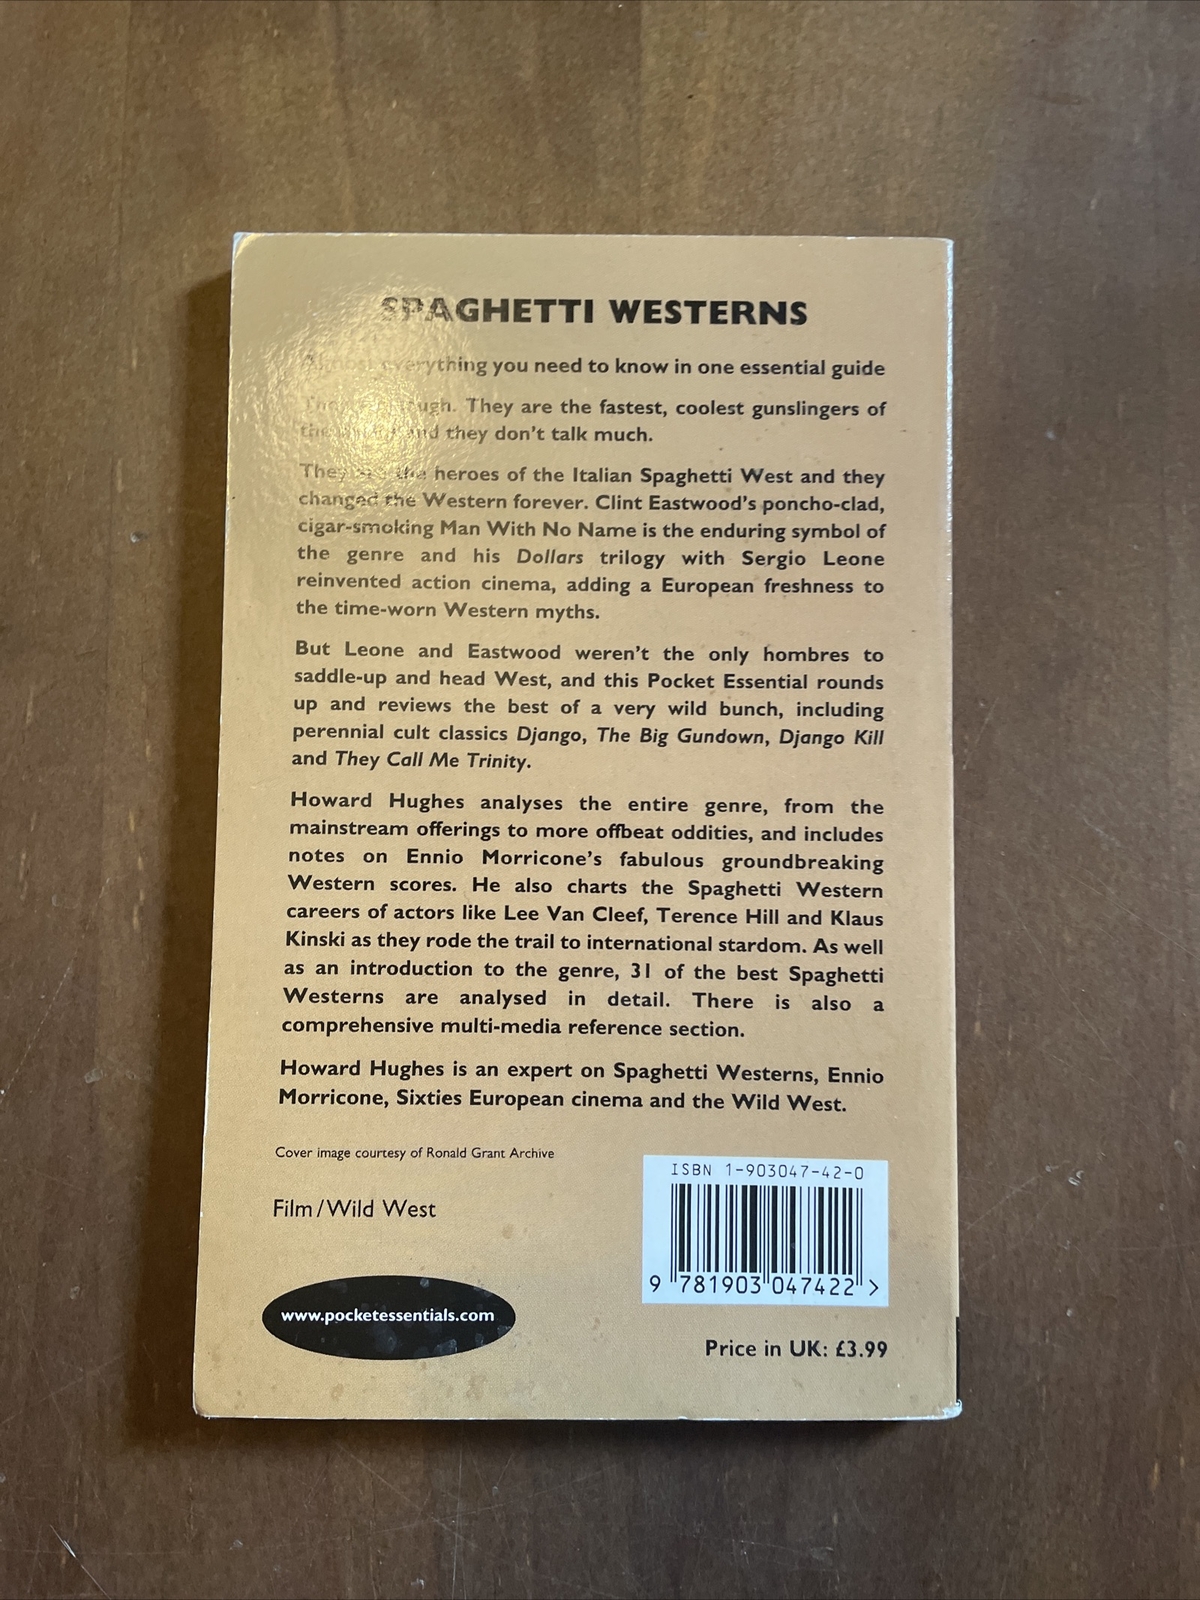 SPAGHETTI WESTERNS
Almost everything you need to know in one essential guide
They are the fastest, coolest gunslingers of
the and they don't talk much.
They are the heroes of the Italian Spaghetti West and they
changed the Western forever. Clint Eastwood's poncho-clad,
cigar-smoking Man With No Name is the enduring symbol of
the genre and his Dollars trilogy with Sergio Leone
reinvented action cinema, adding a European freshness to
the time-worn Western myths.
But Leone and Eastwood weren't the only hombres to
saddle-up and head West, and this Pocket Essential rounds
up and reviews the best of a very wild bunch, including
perennial cult classics Django, The Big Gundown, Django Kill
and They Call Me Trinity.
Howard Hughes analyses the entire genre, from the
mainstream offerings to more offbeat oddities, and includes
notes on Ennio Morricone's fabulous groundbreaking
Western scores. He also charts the Spaghetti Western
careers of actors like Lee Van Cleef, Terence Hill and Klaus
Kinski as they rode the trail to international stardom. As well
as an introduction to the genre, 31 of the best Spaghetti
Westerns are analysed in detail. There is also a
comprehensive multi-media reference section.
Howard Hughes is an expert on Spaghetti Westerns, Ennio
Morricone, Sixties European cinema and the Wild West.
Cover image courtesy of Ronald Grant Archive
Film/Wild West
ISBN 1-903047-42-0
9 781903 047422 >
www.pocketessentials.com
Price in UK: £3.99